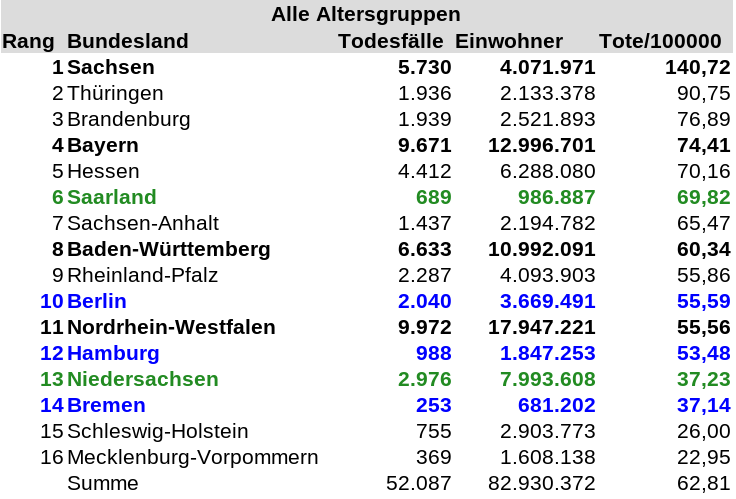 Alle Altersgruppen
Rang Bundesland Todesfälle Einwohner Tote/100000
1 Sachsen 5.730 4.071.971 140,72
2 Thüringen 1.936 2.133.378 90,75
3 Brandenburg 1.939 2.521.893 76,89
4 Bayern 9.671 12.996.701 74,41
5 Hessen 4.412 6.288.080 70,16
6 Saarland 689 986.887 69,82
7 Sachsen-Anhalt 1.437 2.194.782 65,47
8 Baden-Württemberg 6.633 10.992.091 60,34
9 Rheinland-Pfalz 2.287 4.093.903 55,86
10 Berlin 2.040 3.669.491 55,59
11 Nordrhein-Westfalen 9.972 17.947.221 55,56
12 Hamburg 988 1.847.253 53,48
13 Niedersachsen 2.976 7.993.608 37,23
14 Bremen 253 681.202 37,14
15 Schleswig-Holstein 755 2.903.773 26,00
16 Mecklenburg-Vorpommern 369 1.608.138 22,95
Summe 52.087 82.930.372 62,81